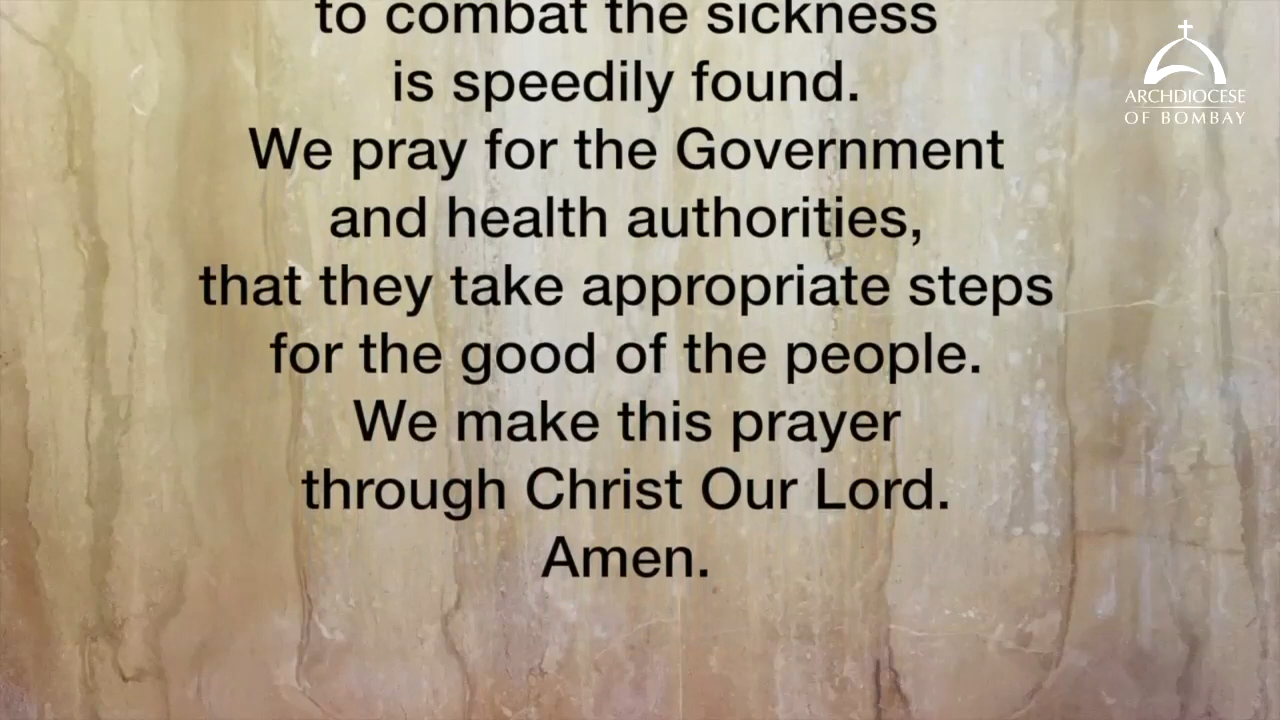 to combat the sickness
is speedily found.
We pray for the Government
and health authorities,
that they take appropriate steps
for the good of the people.
We make this prayer
through Christ Our Lord.
Amen.
ARCHDIOCESE
OF BOMBAY